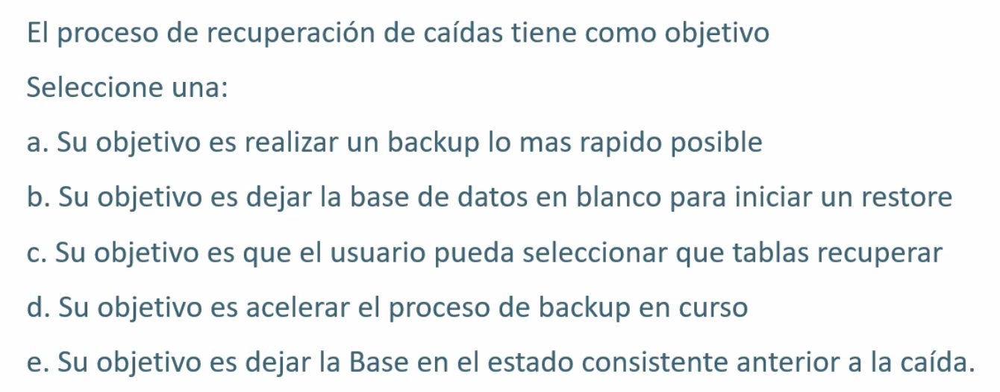 El proceso de recuperación de caídas tiene como objetivo
Seleccione una:
a. Su objetivo es realizar un backup lo mas rapido posible
b. Su objetivo es dejar la base de datos en blanco para iniciar un restore
c. Su objetivo es que el usuario pueda seleccionar que tablas recuperar
d. Su objetivo es acelerar el proceso de backup en curso
e. Su objetivo es dejar la Base en el estado consistente anterior a la caída.